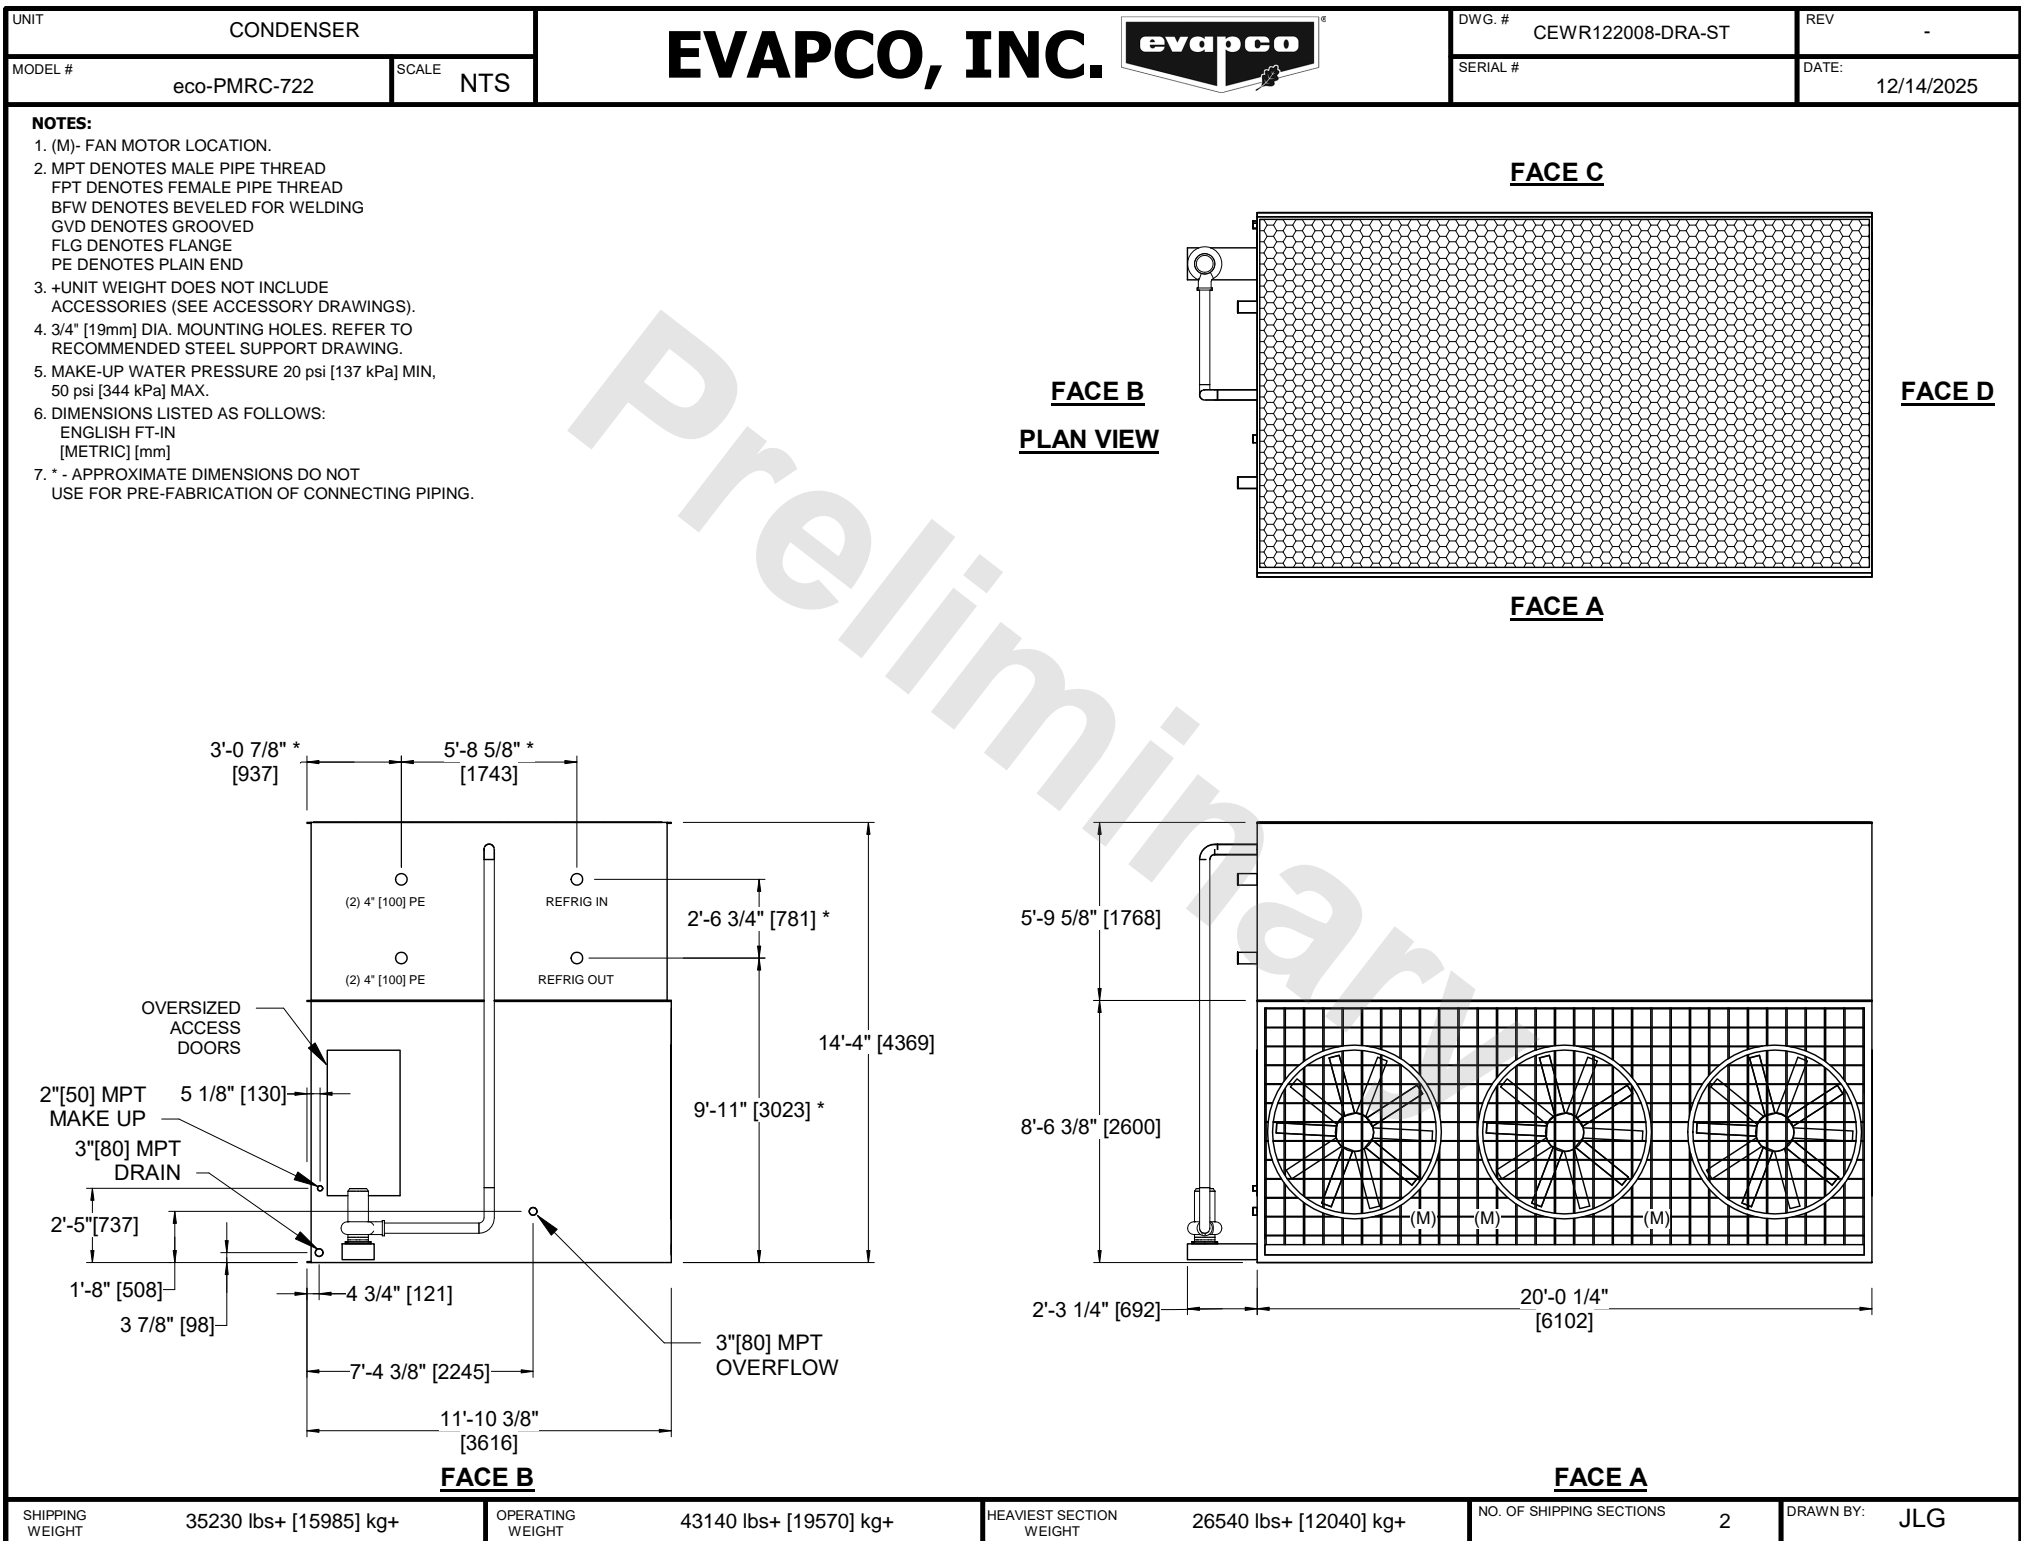 UNIT
CONDENSER
MODEL #
eco-PMRC-722
SCALE
NTS
EVAPCO, INC.
evapco
®
DWG. #
CEWR122008-DRA-ST
REV
-
SERIAL #
DATE:
12/14/2025
NOTES:
1. (M)- FAN MOTOR LOCATION.
2. MPT DENOTES MALE PIPE THREAD
FPT DENOTES FEMALE PIPE THREAD
BFW DENOTES BEVELED FOR WELDING
GVD DENOTES GROOVED
FLG DENOTES FLANGE
PE DENOTES PLAIN END
3. +UNIT WEIGHT DOES NOT INCLUDE
ACCESSORIES (SEE ACCESSORY DRAWINGS).
4. 3/4" [19mm] DIA. MOUNTING HOLES. REFER TO
RECOMMENDED STEEL SUPPORT DRAWING.
5. MAKE-UP WATER PRESSURE 20 psi [137 kPa] MIN,
50 psi [344 kPa] MAX.
6. DIMENSIONS LISTED AS FOLLOWS:
ENGLISH FT-IN
[METRIC] [mm]
7. * - APPROXIMATE DIMENSIONS DO NOT
USE FOR PRE-FABRICATION OF CONNECTING PIPING.
Preliminary
FACE C
FACE B
PLAN VIEW
FACE D
FACE A
3'-0 7/8" *
[937]
5'-8 5/8" *
[1743]
(2) 4" [100] PE
REFRIG IN
2'-6 3/4" [781] *
(2) 4" [100] PE
REFRIG OUT
OVERSIZED
ACCESS
DOORS
14'-4" [4369]
2"[50] MPT
MAKE UP
5 1/8" [130]
9'-11" [3023] *
3"[80] MPT
DRAIN
2'-5"[737]
1'-8" [508]
4 3/4" [121]
3 7/8" [98]
3"[80] MPT
OVERFLOW
7'-4 3/8" [2245]
11'-10 3/8"
[3616]
FACE B
5'-9 5/8" [1768]
8'-6 3/8" [2600]
(M)
(M)
(M)
2'-3 1/4" [692]
20'-0 1/4"
[6102]
FACE A
SHIPPING
WEIGHT
35230 lbs+ [15985] kg+
OPERATING
WEIGHT
43140 lbs+ [19570] kg+
HEAVIEST SECTION
WEIGHT
26540 lbs+ [12040] kg+
NO. OF SHIPPING SECTIONS
2
DRAWN BY:
JLG